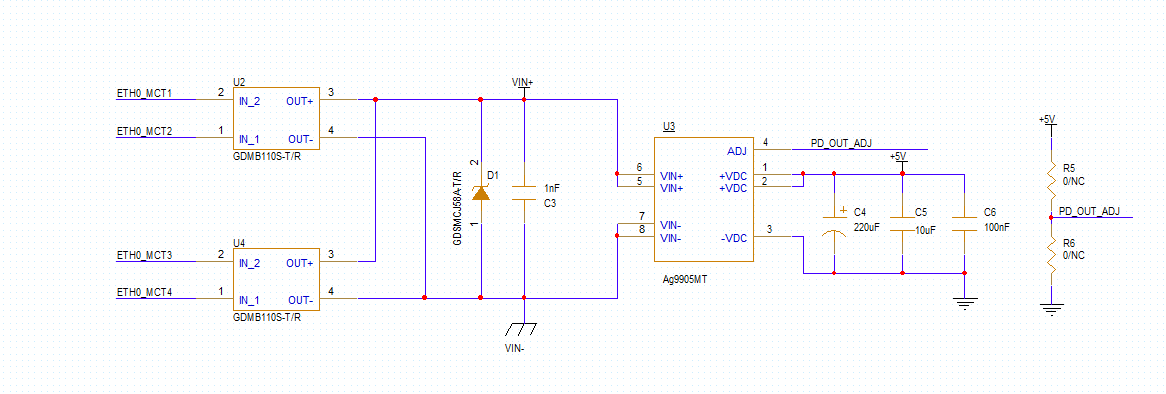 U2
ETH0_MCT1 2 IN_2 OUT+ 3
ETH0_MCT2 1 IN_1 OUT- 4
GDMB110S-T/R
U4
ETH0_MCT3 2 IN_2 OUT+ 3
ETH0_MCT4 1 IN_1 OUT- 4
GDMB110S-T/R
VIN+
2
D1
1
GDSMCJ58A-T/R
1nF
C3
VIN-
U3
ADJ 4 PD_OUT_ADJ
6 VIN+ +VDC 1
5 VIN+ +VDC 2
7 VIN-
8 VIN- -VDC 3
Ag9905MT
+5V
+
C4
220uF
C5
10uF
C6
100nF
+5V
R5
0/NC
PD_OUT_ADJ
R6
0/NC